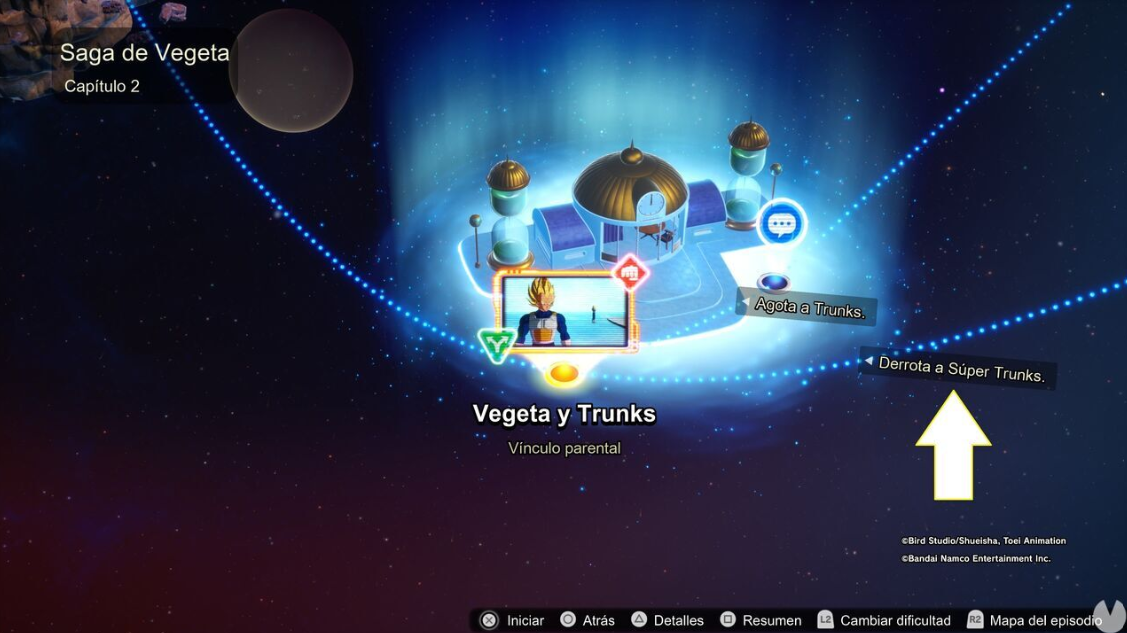 Saga de Vegeta
Capítulo 2
Agota a Trunks.
Derrota a Súper Trunks.
Vegeta y Trunks
Vínculo parental
©Bird Studio/Shueisha, Toei Animation
©Bandai Namco Entertainment Inc.
Iniciar Atrás Detalles Resumen L2 Cambiar dificultad R2 Mapa del episodio